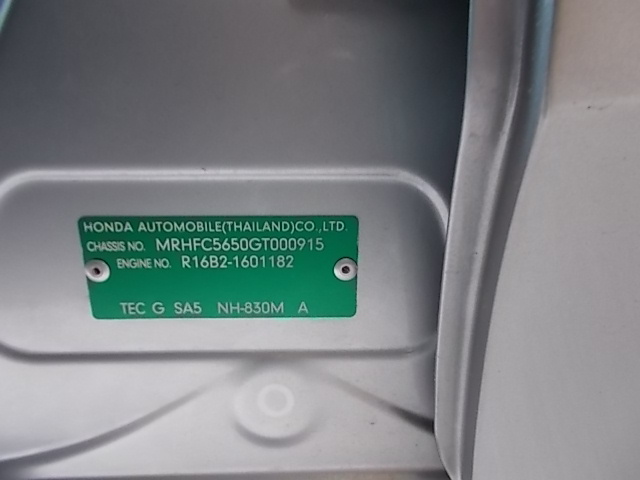 HONDA AUTOMOBILE(THAILAND)CO.,LTD.
CHASSIS NO. MRHFC5650GT000915
ENGINE NO. R16B2-1601182
TEC G SA5 NH-830M A